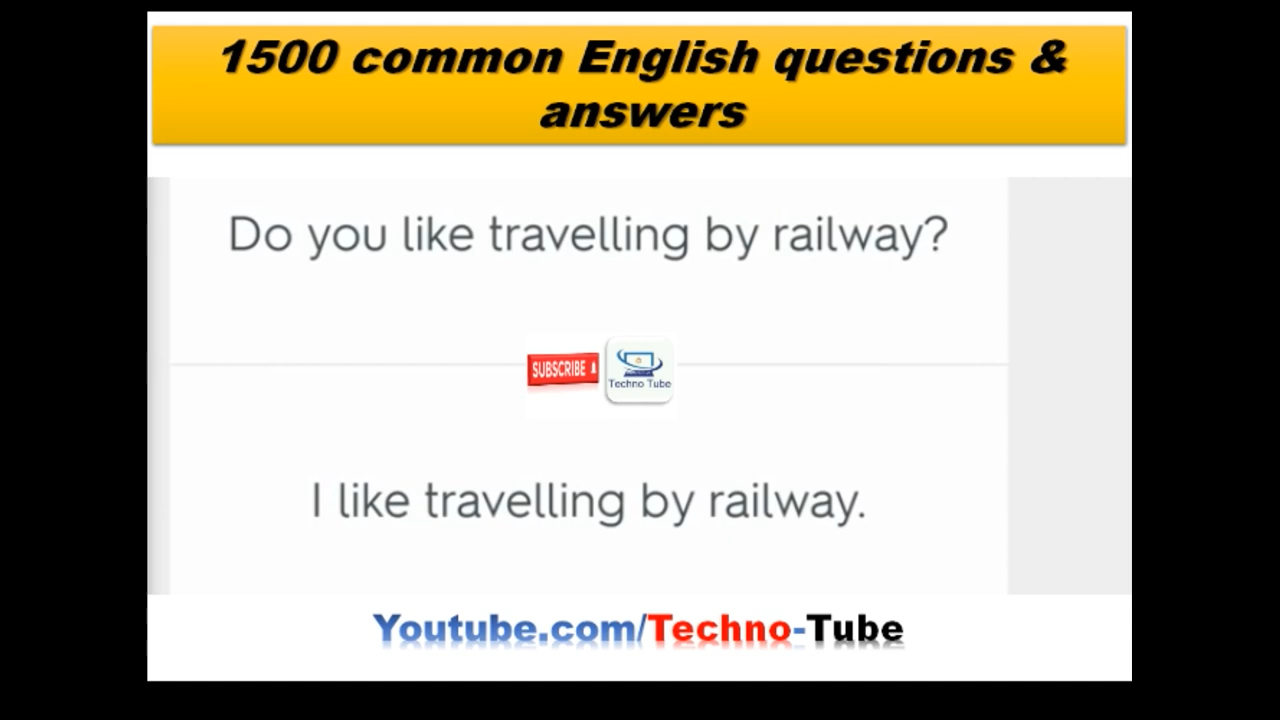 1500 common English questions &
answers
Do you like travelling by railway?
SUBSCRIBE
Techno Tube
I like travelling by railway.
Youtube.com/Techno-Tube